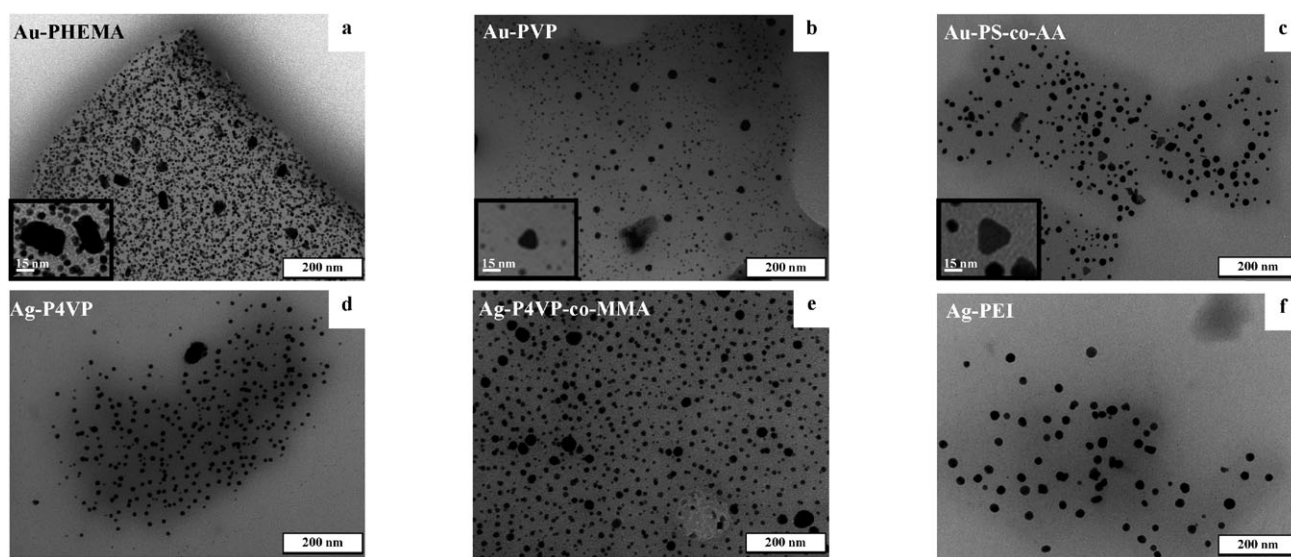 Au-PHEMA
a
15 nm
200 nm
Au-PVP
b
15 nm
200 nm
Au-PS-co-AA
c
15 nm
200 nm
Ag-P4VP
d
200 nm
Ag-P4VP-co-MMA
e
200 nm
Ag-PEI
f
200 nm